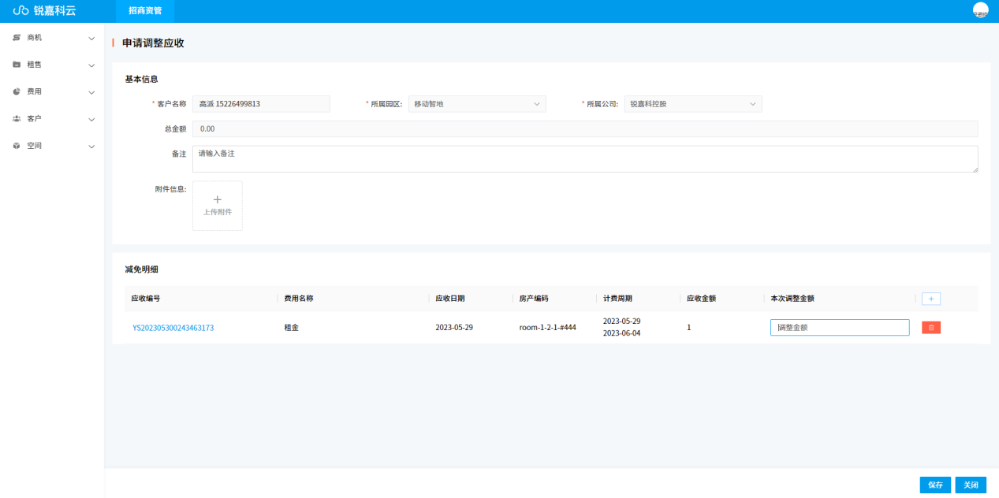 锐嘉科云
招商资管
商机
租售
费用
客户
空间
申请调整应收
基本信息
* 客户名称 高派 15226499813
* 所属园区: 移动智地
* 所属公司: 锐嘉科控股
总金额 0.00
备注 请输入备注
附件信息:
上传附件
减免明细
应收编号 费用名称 应收日期 房产编码 计费周期 应收金额 本次调整金额
YS202305300243463173 租金 2023-05-29 room-1-2-1-#444 2023-05-29 1 调整金额
2023-06-04
保存 关闭